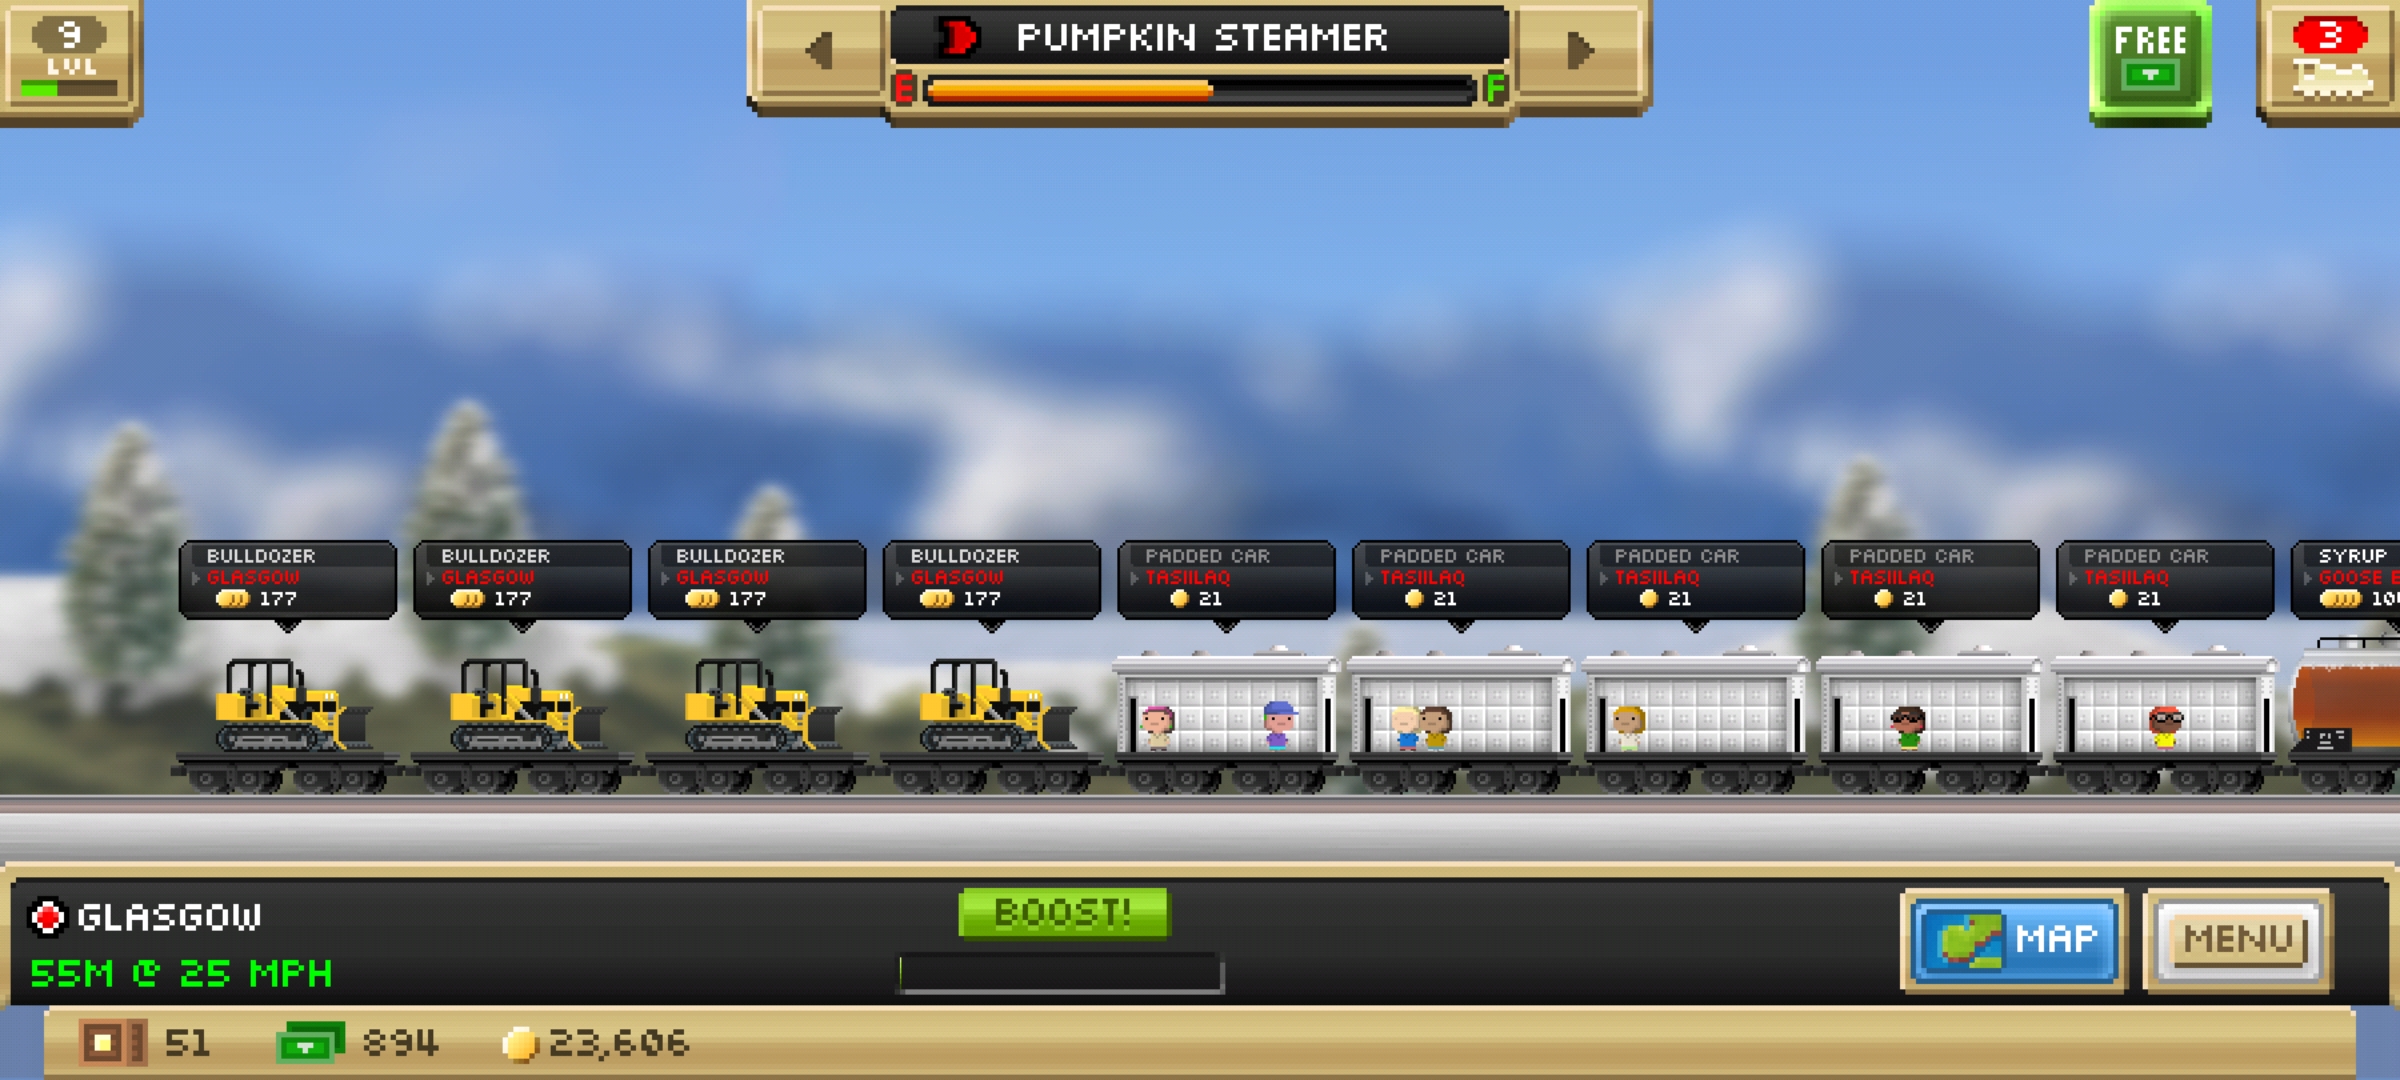 9
LVL
PUMPKIN STEAMER
E F
FREE
3
BULLDOZER
GLASGOW
177
BULLDOZER
GLASGOW
177
BULLDOZER
GLASGOW
177
BULLDOZER
GLASGOW
177
PADDED CAR
TASIILAQ
21
PADDED CAR
TASIILAQ
21
PADDED CAR
TASIILAQ
21
PADDED CAR
TASIILAQ
21
PADDED CAR
TASIILAQ
21
SYRUP
GOOSE
GLASGOW
55M @ 25 MPH
BOOST!
MAP
MENU
51
894
23,606